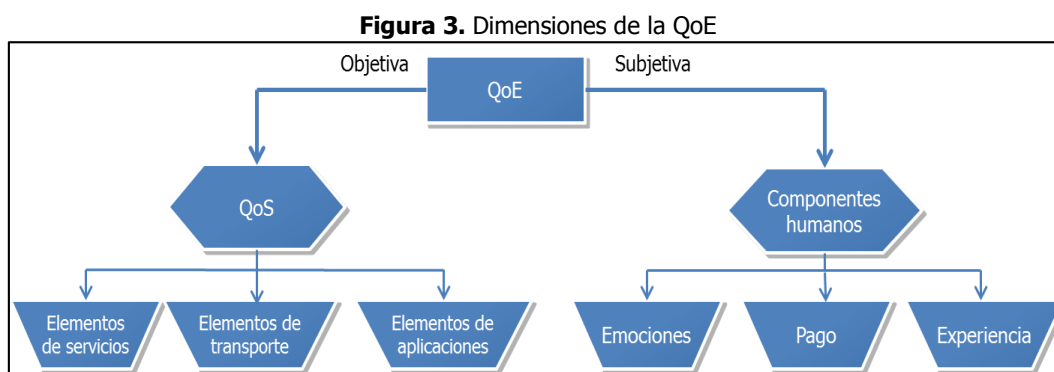 Figura 3. Dimensiones de la QoE
Objetiva
QoE
Subjetiva
QoS
Componentes
humanos
Elementos
de servicios
Elementos de
transporte
Elementos de
aplicaciones
Emociones
Pago
Experiencia